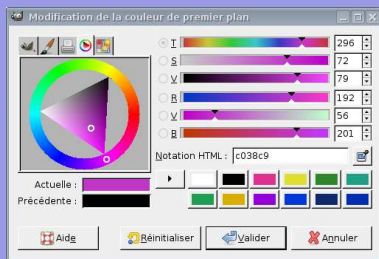 Modification de la couleur de premier plan
T 296
S 72
V 79
R 192
V 56
B 201
Notation HTML : c038c9
Actuelle :
Précédente :
Aide
Réinitialiser
Valider
Annuler